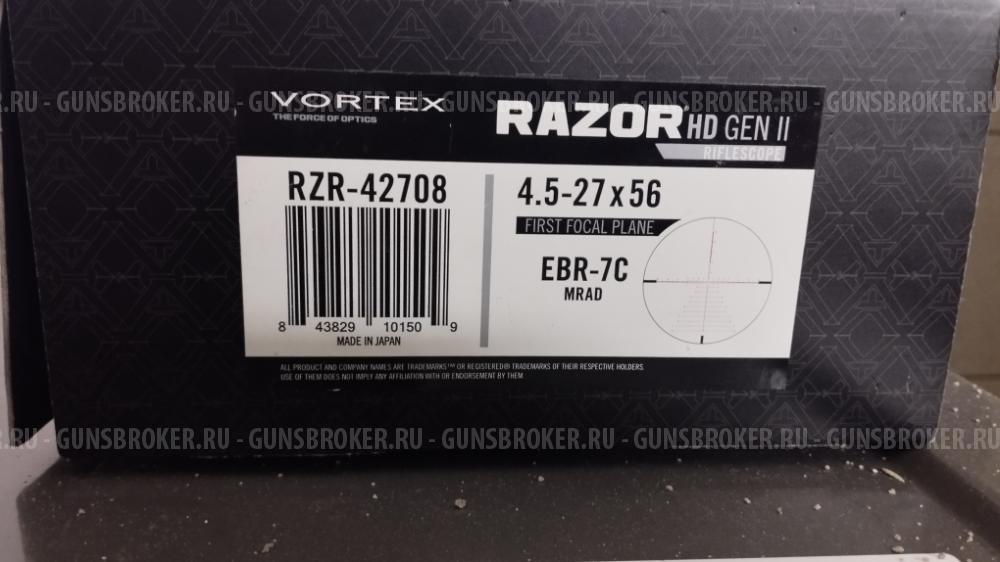 .RU - GUNSBROKER.RU - GUNSBROKER.RU - GUNSBROKER.RU - GUNSBROKER.RU - GUNSBROKER.RU
VORTEX
THE FORCE OF OPTICS
RAZOR HD GEN II
RIFLESCOPE
RZR-42708
8 43829 10150 9
MADE IN JAPAN
4.5-27x56
FIRST FOCAL PLANE
EBR-7C
MRAD
ALL PRODUCT AND COMPANY NAMES ARE TRADEMARKS™ OR REGISTERED® TRADEMARKS OF THEIR RESPECTIVE HOLDERS.
USE OF THEM DOES NOT IMPLY ANY AFFILIATION WITH OR ENDORSEMENT BY THEM.
.RU - GUNSBROKER.RU - GUNSBROKER.RU - GUNSBROKER.RU - GUNSBROKER.RU - GUNSBROKER.RU